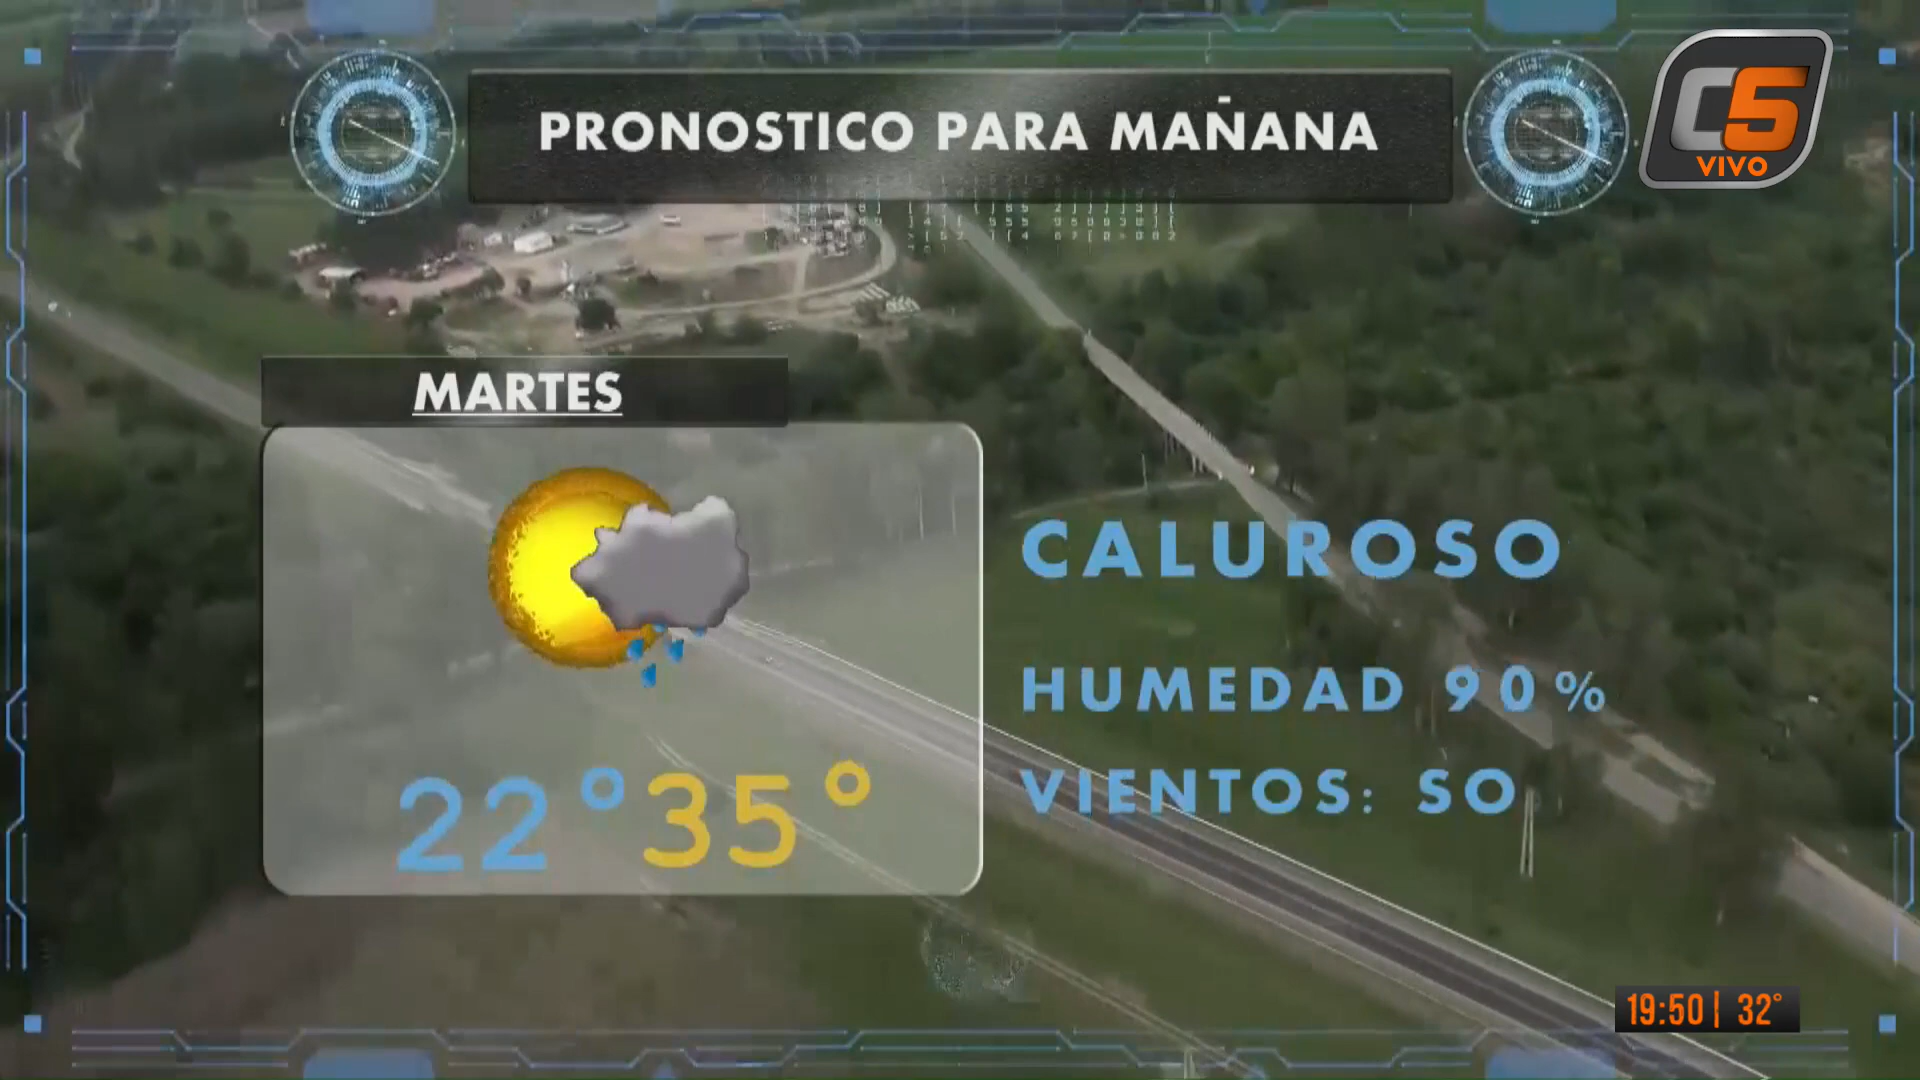 PRONOSTICO PARA MAÑANA
C5
VIVO
MARTES
CALUROSO
HUMEDAD 90%
VIENTOS: SO
22° 35°
19:50 | 32°